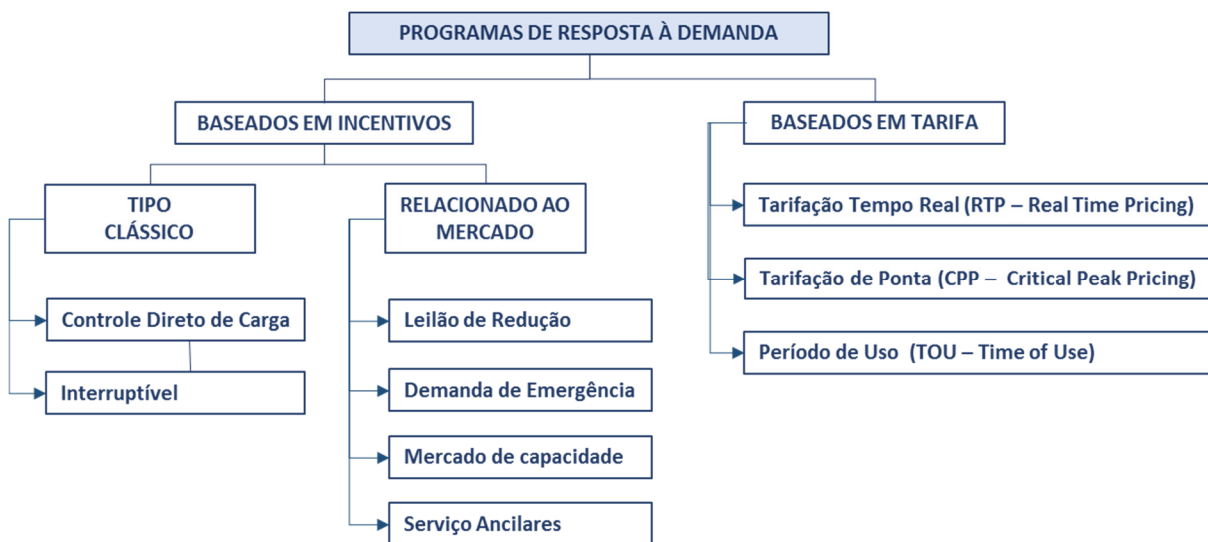 PROGRAMAS DE RESPOSTA À DEMANDA
BASEADOS EM INCENTIVOS
BASEADOS EM TARIFA
TIPO
CLÁSSICO
RELACIONADO AO
MERCADO
Controle Direto de Carga
Interruptível
Leilão de Redução
Demanda de Emergência
Mercado de capacidade
Serviço Ancilares
Tarifação Tempo Real (RTP – Real Time Pricing)
Tarifação de Ponta (CPP – Critical Peak Pricing)
Período de Uso (TOU – Time of Use)